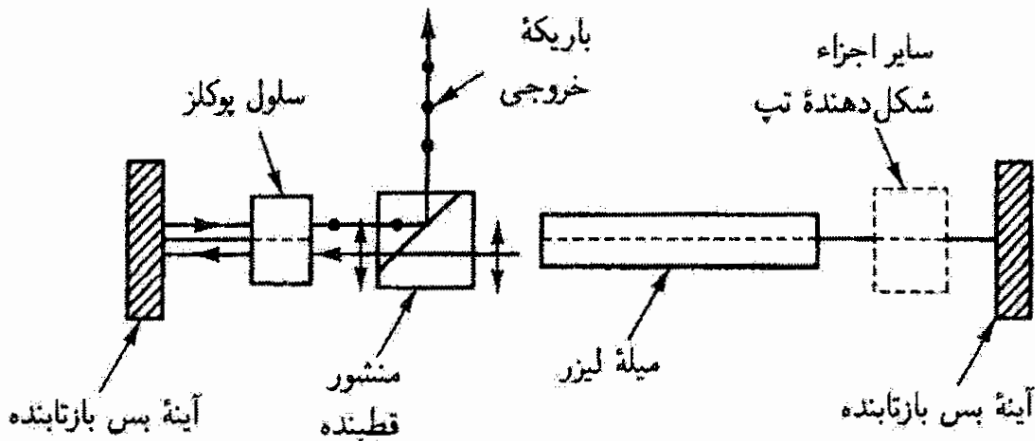 باریکهٔ
خروجی
سایر اجزاء
شکل‌دهندهٔ تپ
سلول پوکلز
آینهٔ بس بازتابنده
منشور
قطبنده
میلهٔ لیزر
آینهٔ بس بازتابنده